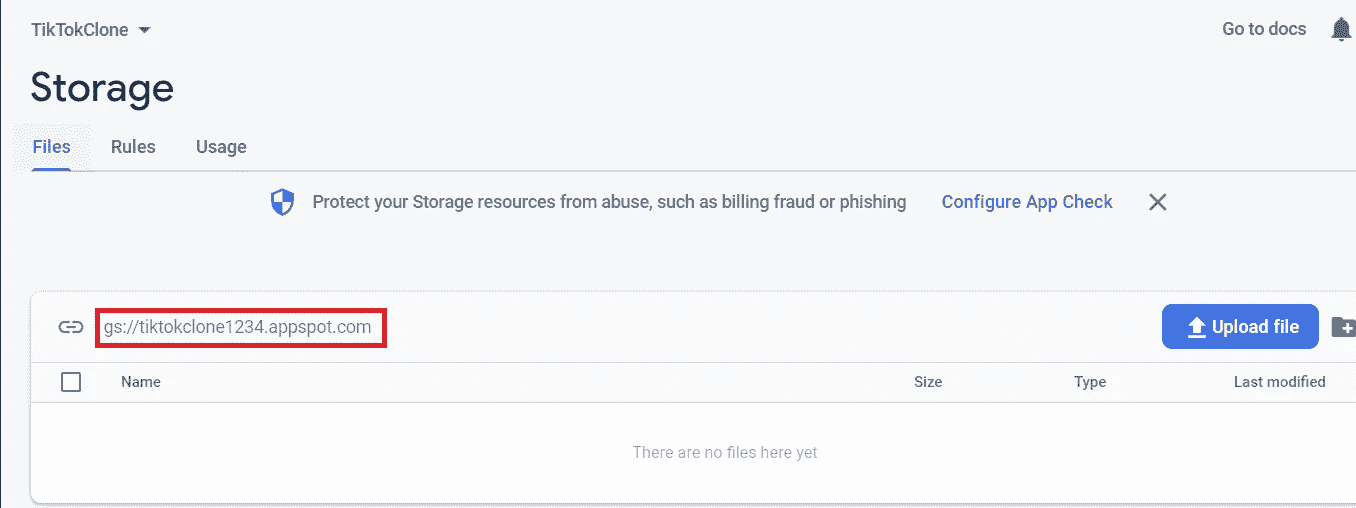 TikTokClone Go to docs
Storage
Files Rules Usage
Protect your Storage resources from abuse, such as billing fraud or phishing Configure App Check
gs://tiktokclone1234.appspot.com Upload file
Name Size Type Last modified
There are no files here yet